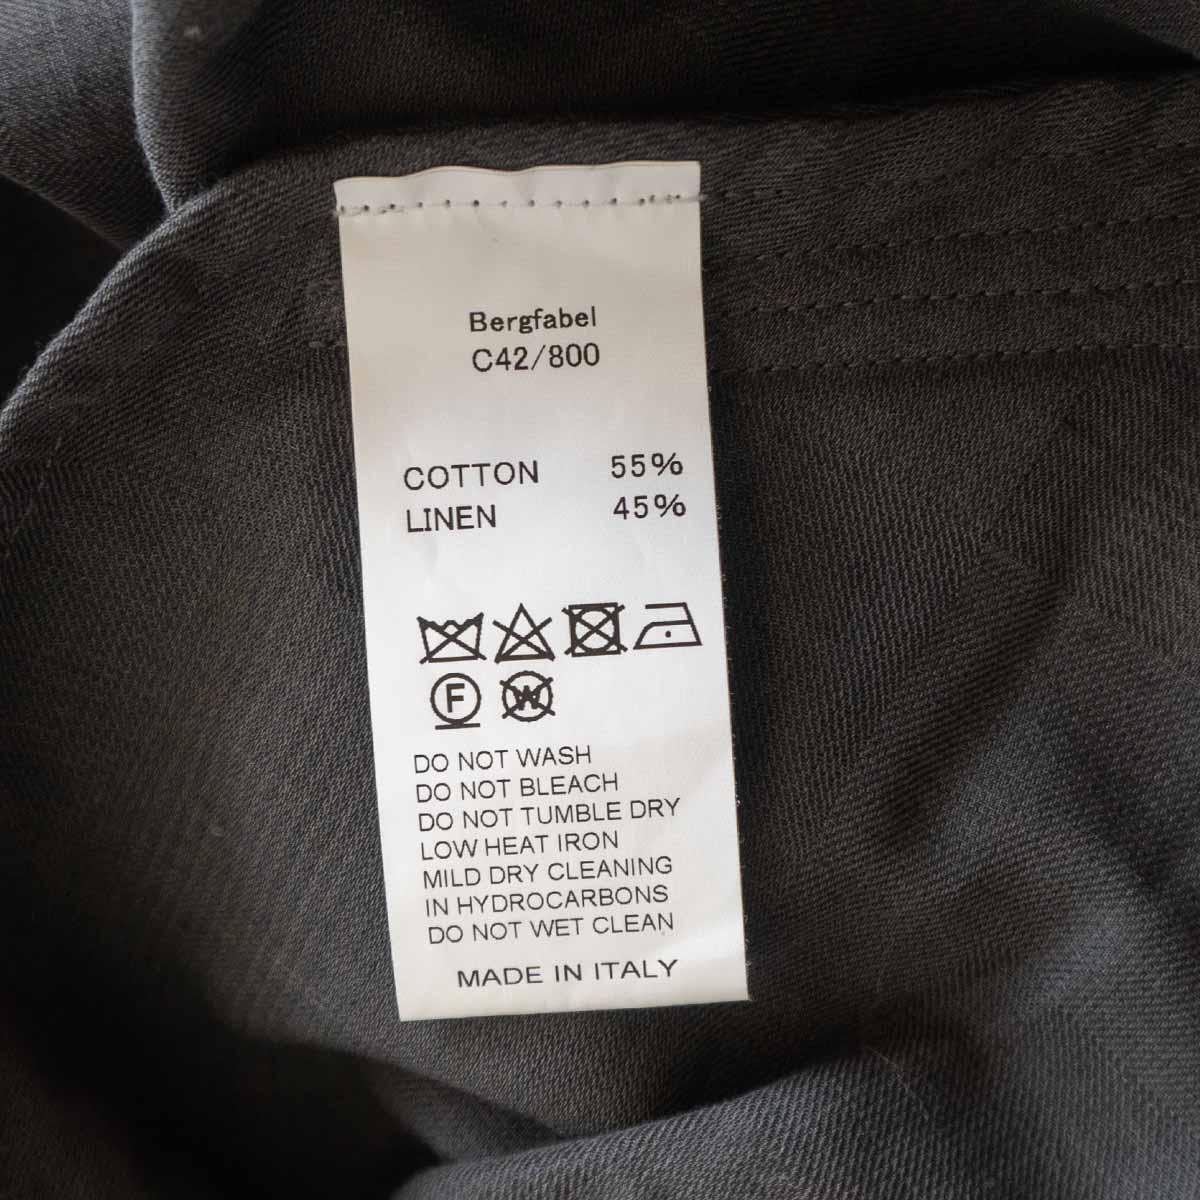 Bergfabel
C42/800
COTTON 55%
LINEN 45%
F W
DO NOT WASH
DO NOT BLEACH
DO NOT TUMBLE DRY
LOW HEAT IRON
MILD DRY CLEANING
IN HYDROCARBONS
DO NOT WET CLEAN
MADE IN ITALY